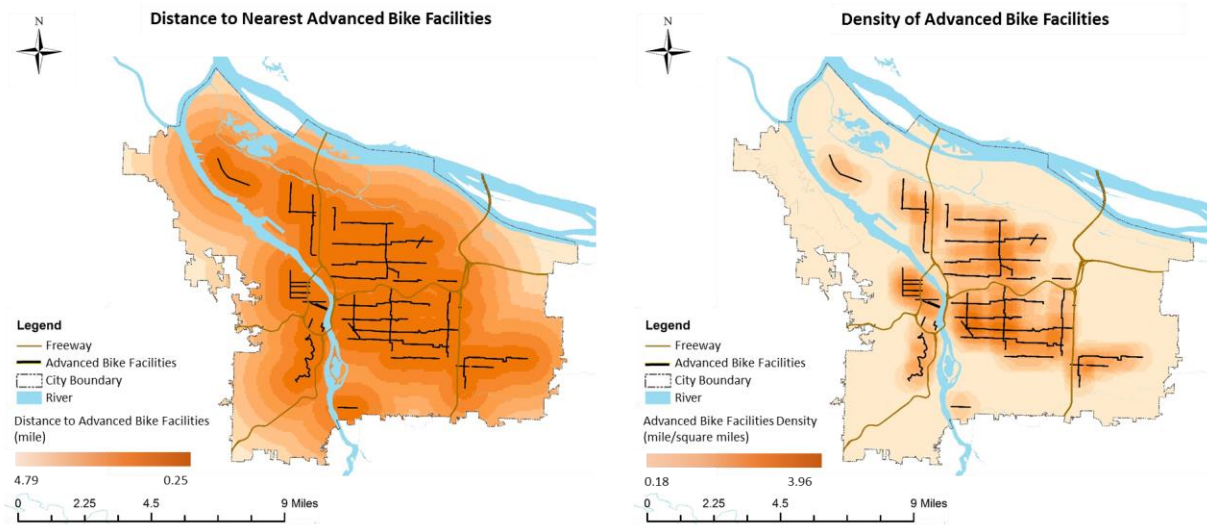 Distance to Nearest Advanced Bike Facilities
N
Legend
Freeway
Advanced Bike Facilities
City Boundary
River
Distance to Advanced Bike Facilities
(mile)
4.79 0.25
0 2.25 4.5 9 Miles
Density of Advanced Bike Facilities
N
Legend
Freeway
Advanced Bike Facilities
City Boundary
River
Advanced Bike Facilities Density
(mile/square miles)
0.18 3.96
0 2.25 4.5 9 Miles